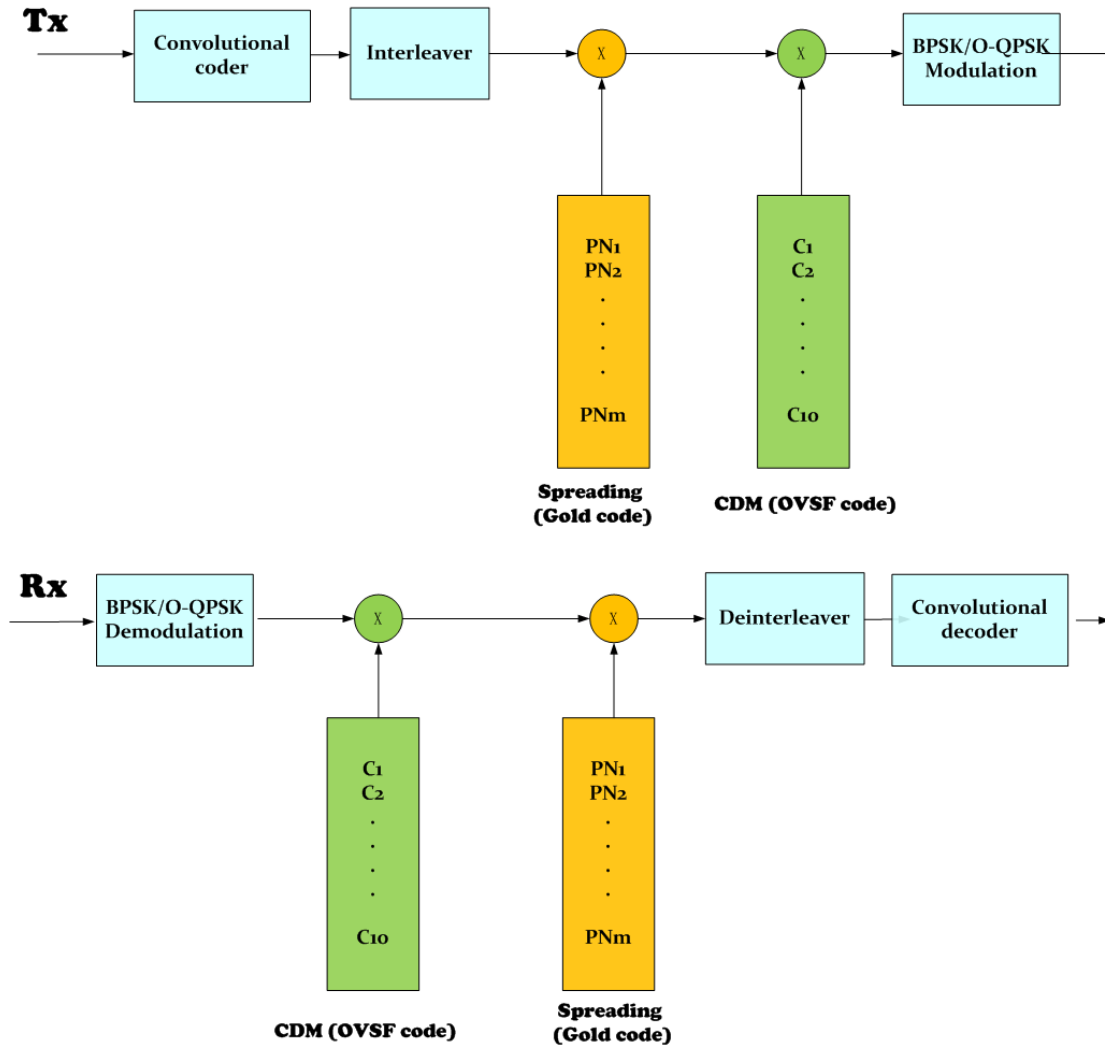 Tx
Convolutional
coder
Interleaver
X
X
BPSK/O-QPSK
Modulation
PN1
PN2
.
.
.
.
PNm
C1
C2
.
.
.
.
C10
Spreading
(Gold code)
CDM (OVSF code)
Rx
BPSK/O-QPSK
Demodulation
X
X
Deinterleaver
Convolutional
decoder
C1
C2
.
.
.
.
C10
PN1
PN2
.
.
.
.
PNm
CDM (OVSF code)
Spreading
(Gold code)